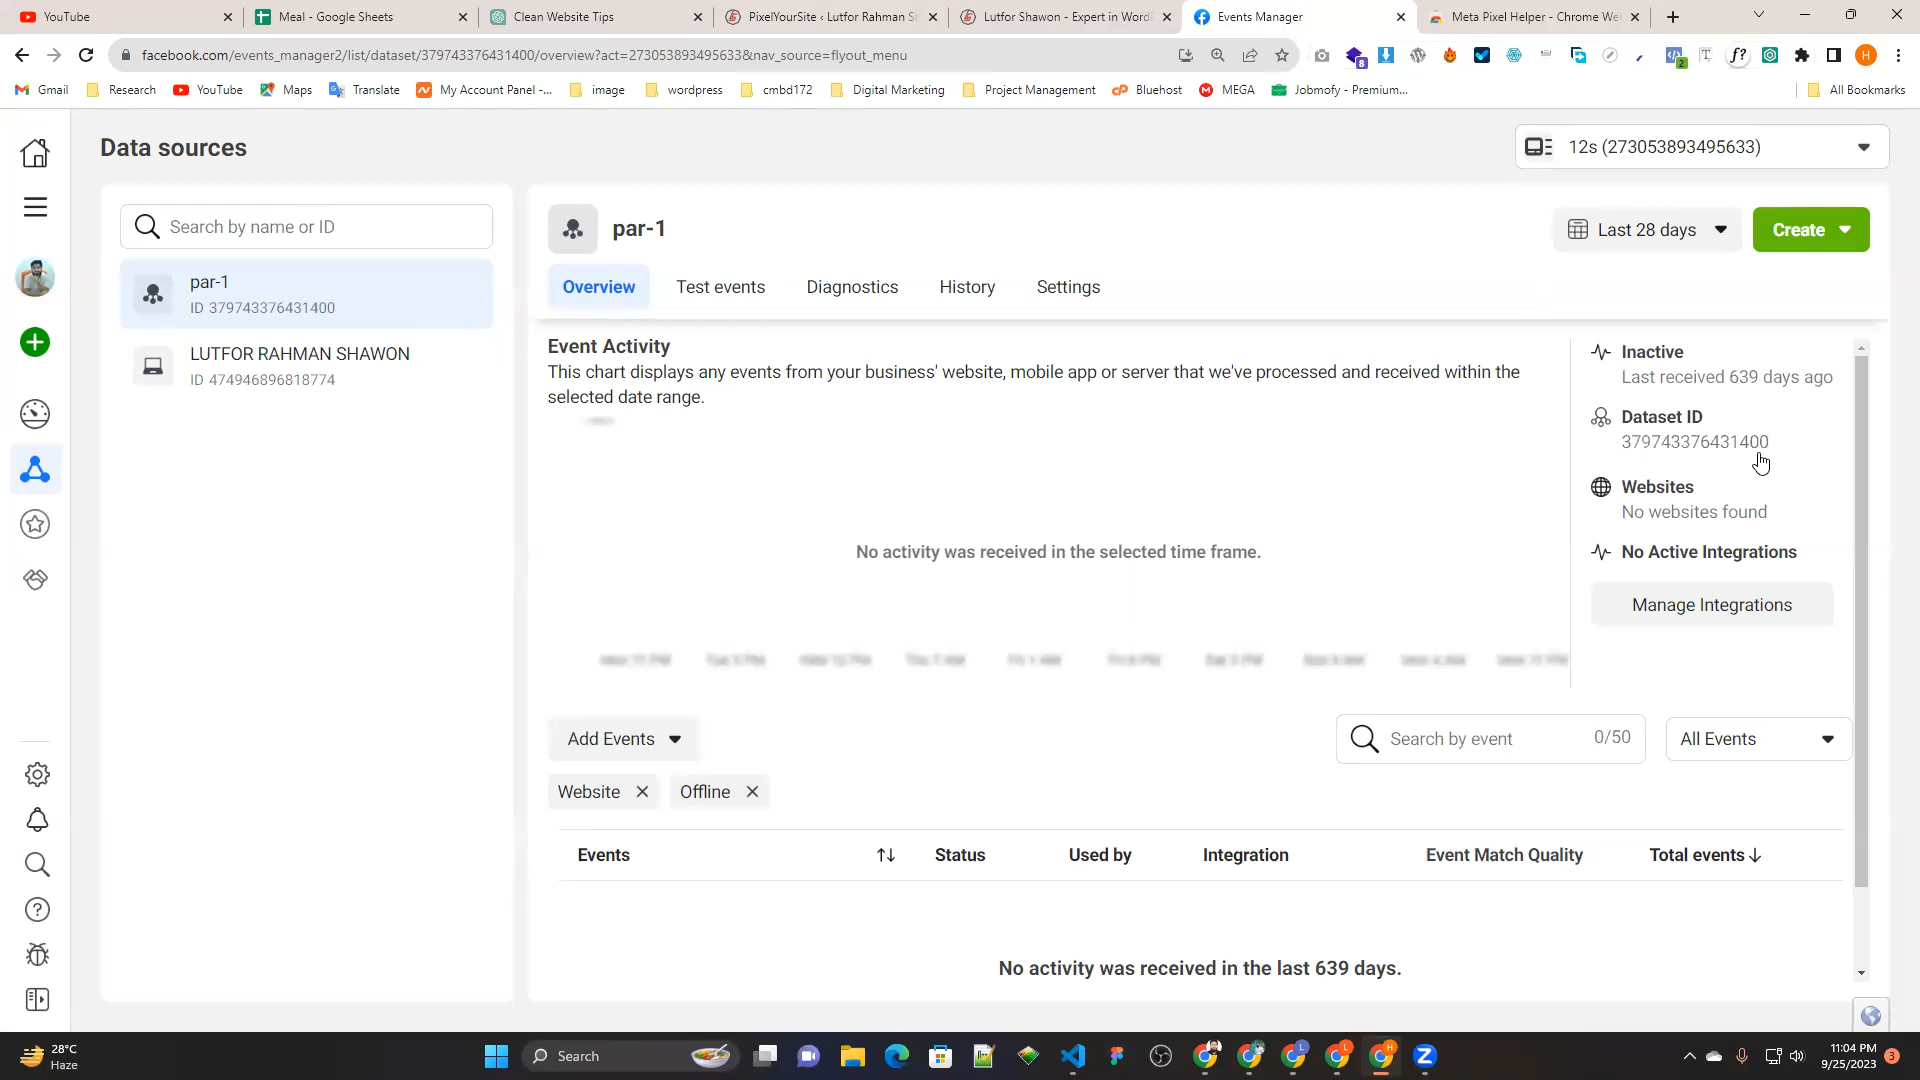 YouTube
Meal - Google Sheets
Clean Website Tips
PixelYourSite ‹ Lutfor Rahman S
Lutfor Shawon - Expert in Word
Events Manager
Meta Pixel Helper - Chrome We
facebook.com/events_manager2/list/dataset/379743376431400/overview?act=273053893495633&nav_source=flyout_menu
Gmail
Research
YouTube
Maps
Translate
My Account Panel -...
image
wordpress
cmbd172
Digital Marketing
Project Management
Bluehost
MEGA
Jobmofy - Premium...
All Bookmarks
Data sources
12s (273053893495633)
Search by name or ID
par-1
ID 379743376431400
LUTFOR RAHMAN SHAWON
ID 474946896818774
par-1
Last 28 days
Create
Overview
Test events
Diagnostics
History
Settings
Event Activity
This chart displays any events from your business' website, mobile app or server that we've processed and received within the
selected date range.
No activity was received in the selected time frame.
Inactive
Last received 639 days ago
Dataset ID
379743376431400
Websites
No websites found
No Active Integrations
Manage Integrations
Add Events
Search by event
0/50
All Events
Website
Offline
Events
Status
Used by
Integration
Event Match Quality
Total events
No activity was received in the last 639 days.
28°C
Haze
Search
11:04 PM
9/25/2023
3